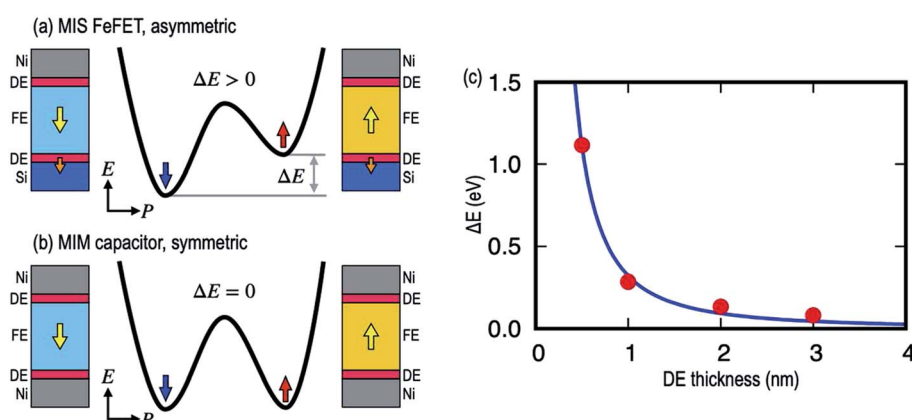 (a) MIS FeFET, asymmetric
Ni
DE
FE
DE
Si
ΔE > 0
ΔE
E
P
Ni
DE
FE
DE
Si
(b) MIM capacitor, symmetric
Ni
DE
FE
DE
Ni
ΔE = 0
E
P
Ni
DE
FE
DE
Ni
(c)
ΔE (eV)
1.5
1.0
0.5
0.0
0 1 2 3 4
DE thickness (nm)